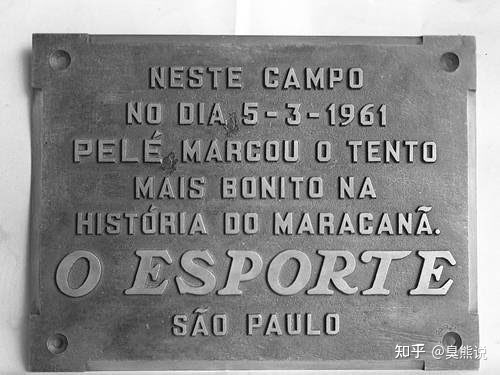 NESTE CAMPO
NO DIA 5-3-1961
PELÉ MARCOU O TENTO
MAIS BONITO NA
HISTÓRIA DO MARACANÃ.
O ESPORTE
SÃO PAULO
知乎 @臭熊说